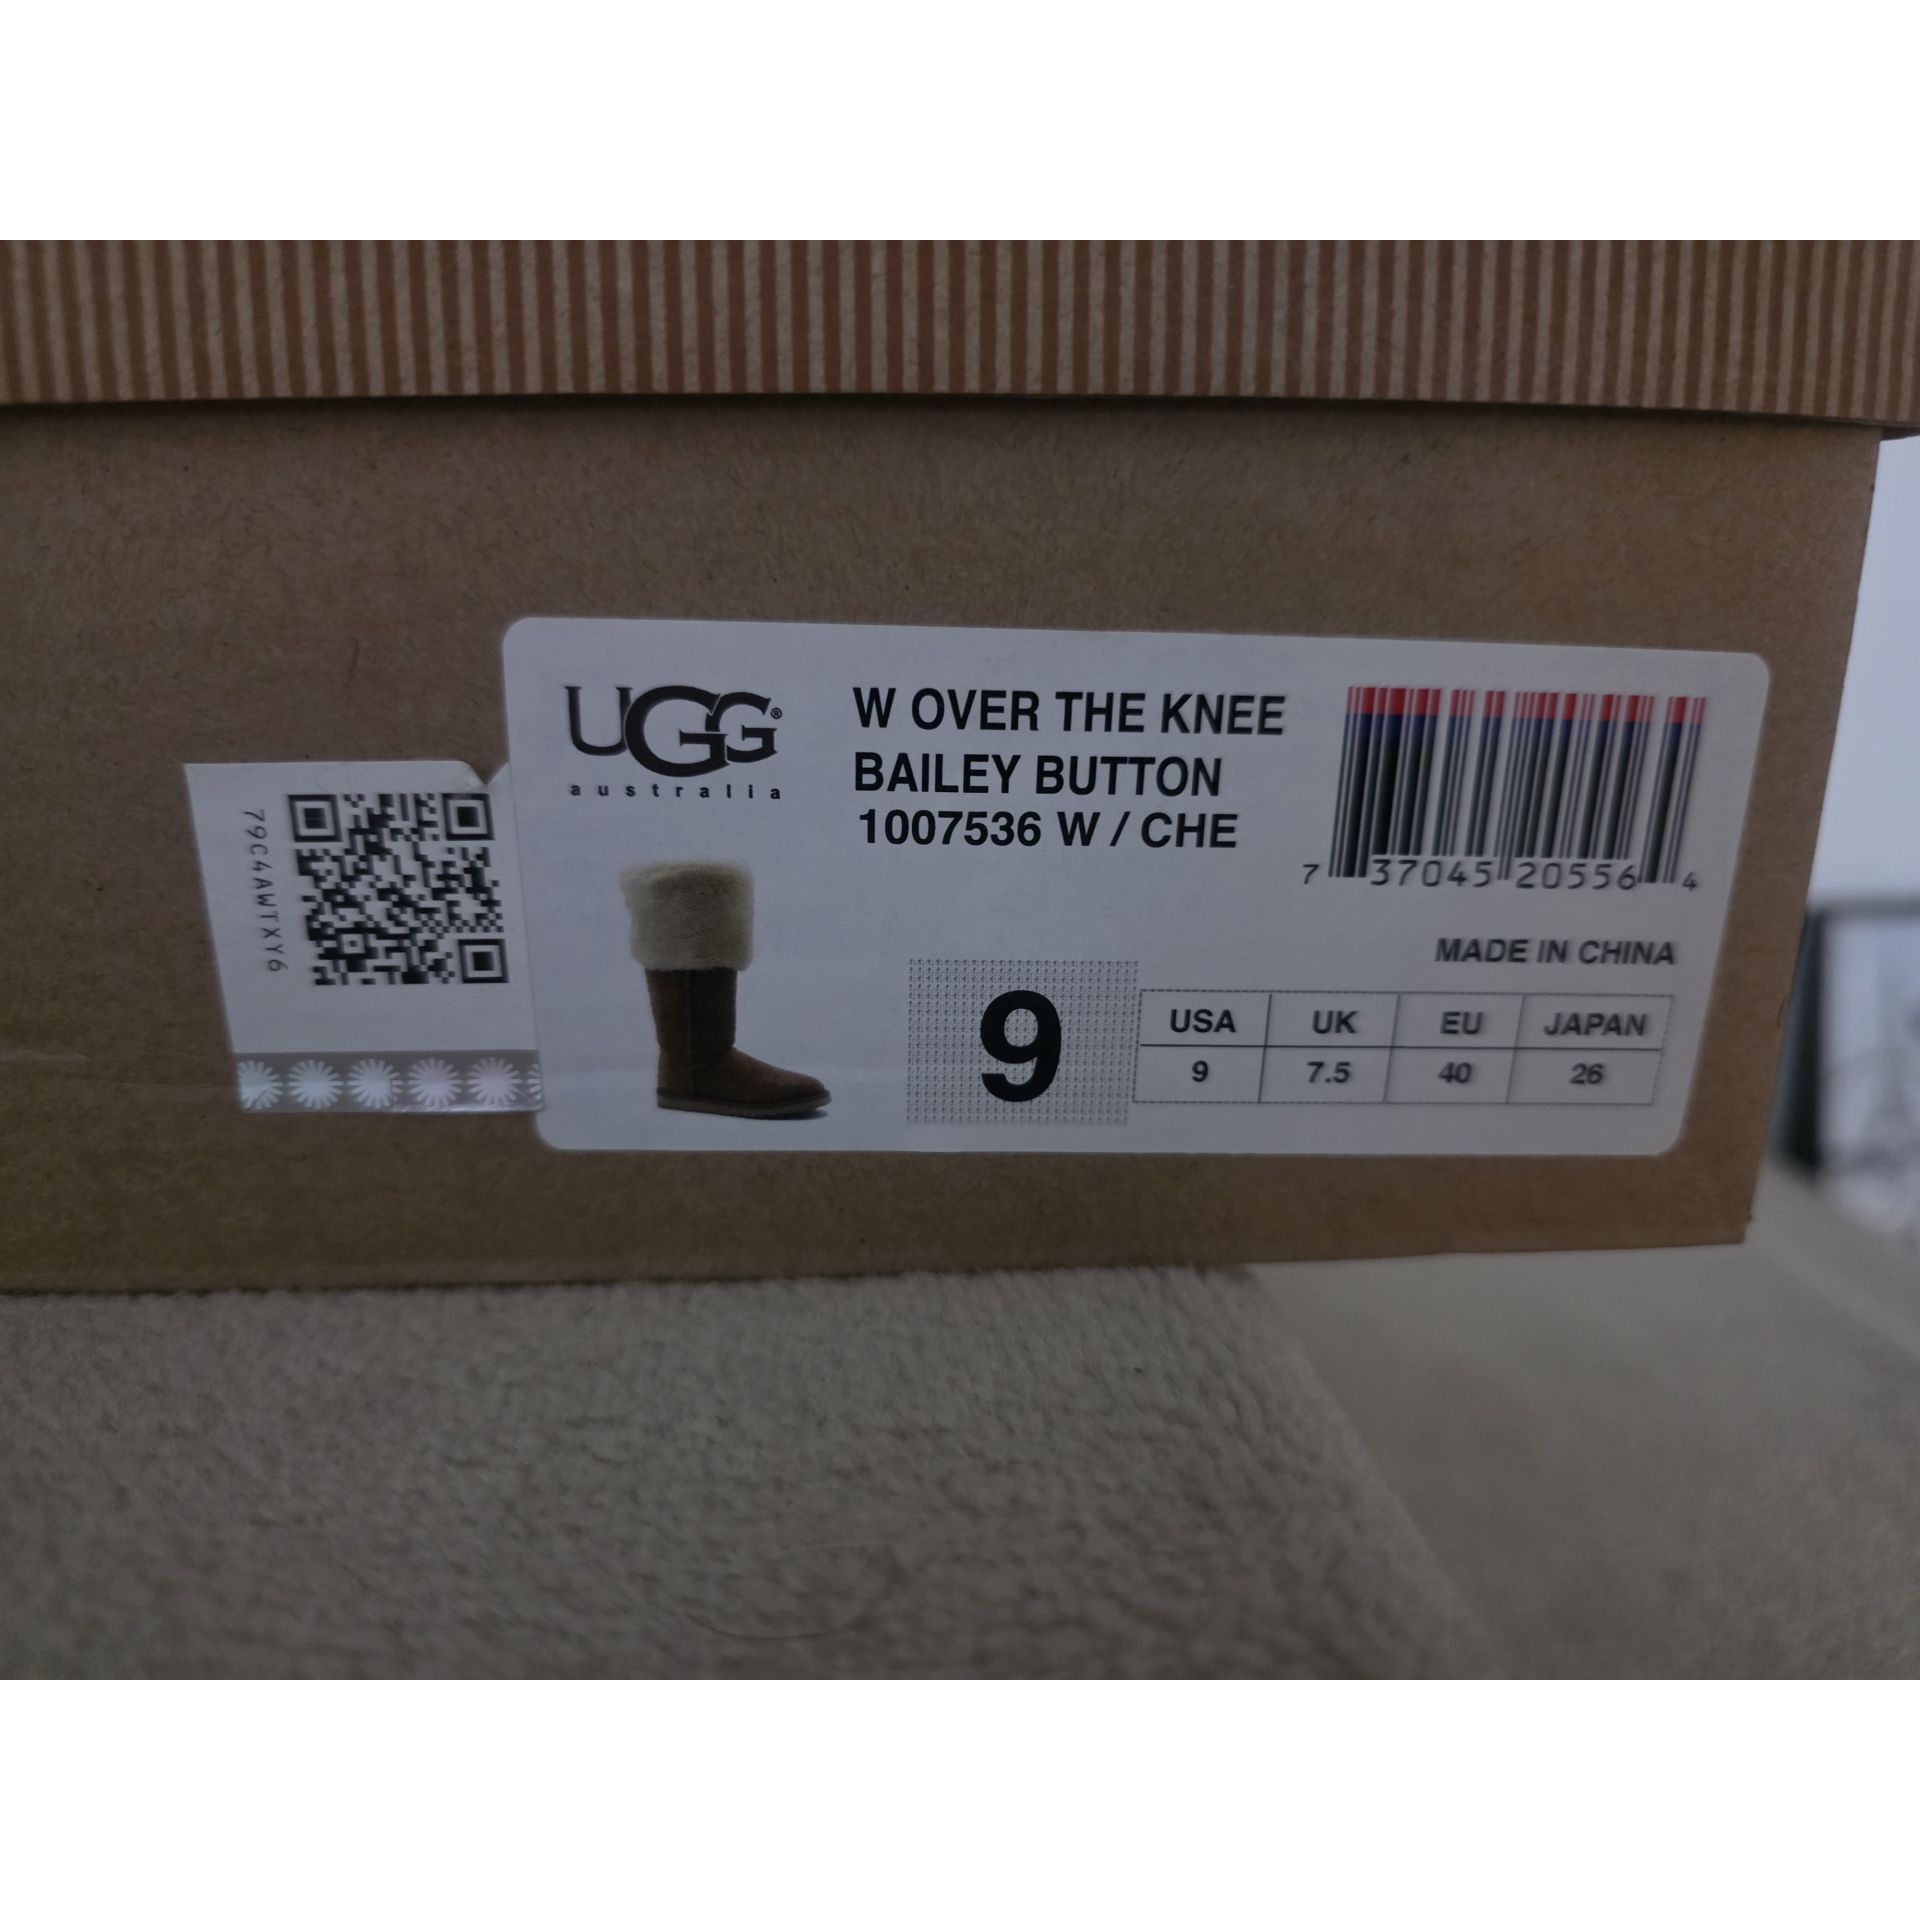 79C4AWTXY6
UGG®
australia
W OVER THE KNEE
BAILEY BUTTON
1007536 W / CHE
7 37045 20556 4
MADE IN CHINA
9
USA UK EU JAPAN
9 7.5 40 26